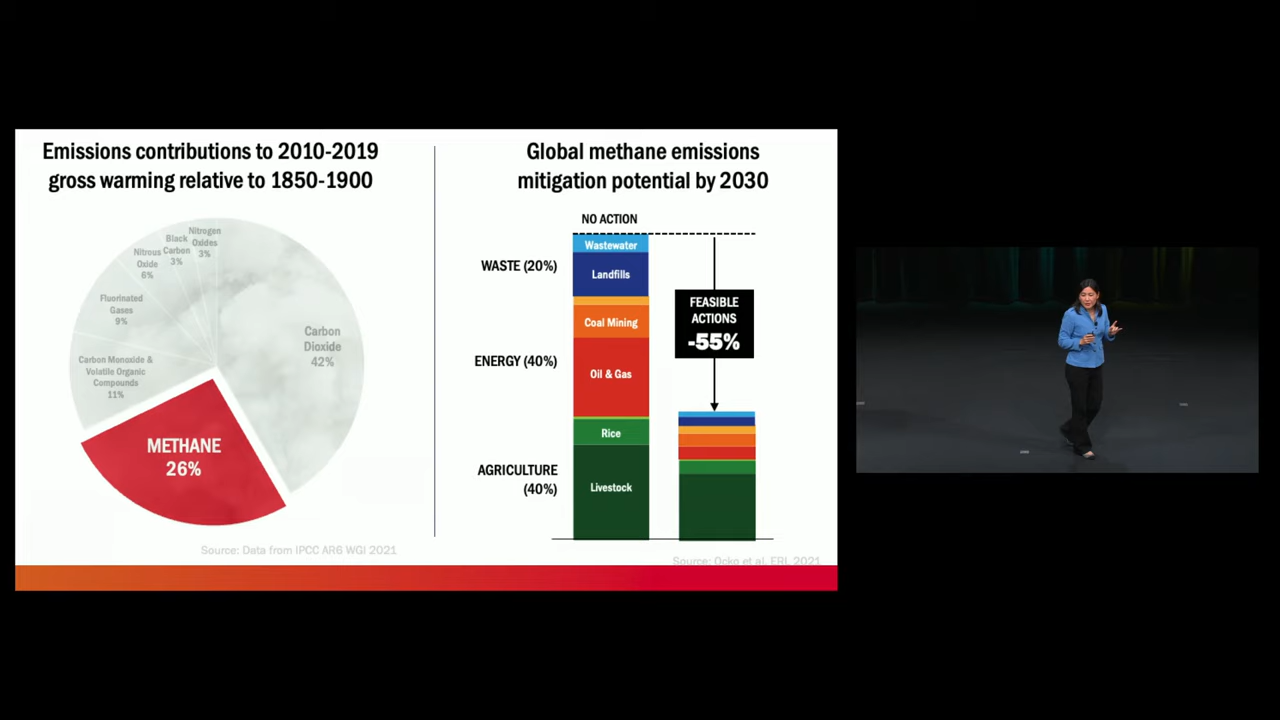 Emissions contributions to 2010-2019
gross warming relative to 1850-1900
Nitrogen
Oxides
3%
Black
Carbon
3%
Nitrous
Oxide
6%
Fluorinated
Gases
9%
Carbon Monoxide &
Volatile Organic
Compounds
11%
Carbon
Dioxide
42%
METHANE
26%
Source: Data from IPCC AR6 WGI 2021
Global methane emissions
mitigation potential by 2030
NO ACTION
WASTE (20%)
Wastewater
Landfills
ENERGY (40%)
Coal Mining
Oil & Gas
AGRICULTURE
(40%)
Rice
Livestock
FEASIBLE
ACTIONS
-55%
Source: Ocko et al. ERL 2021